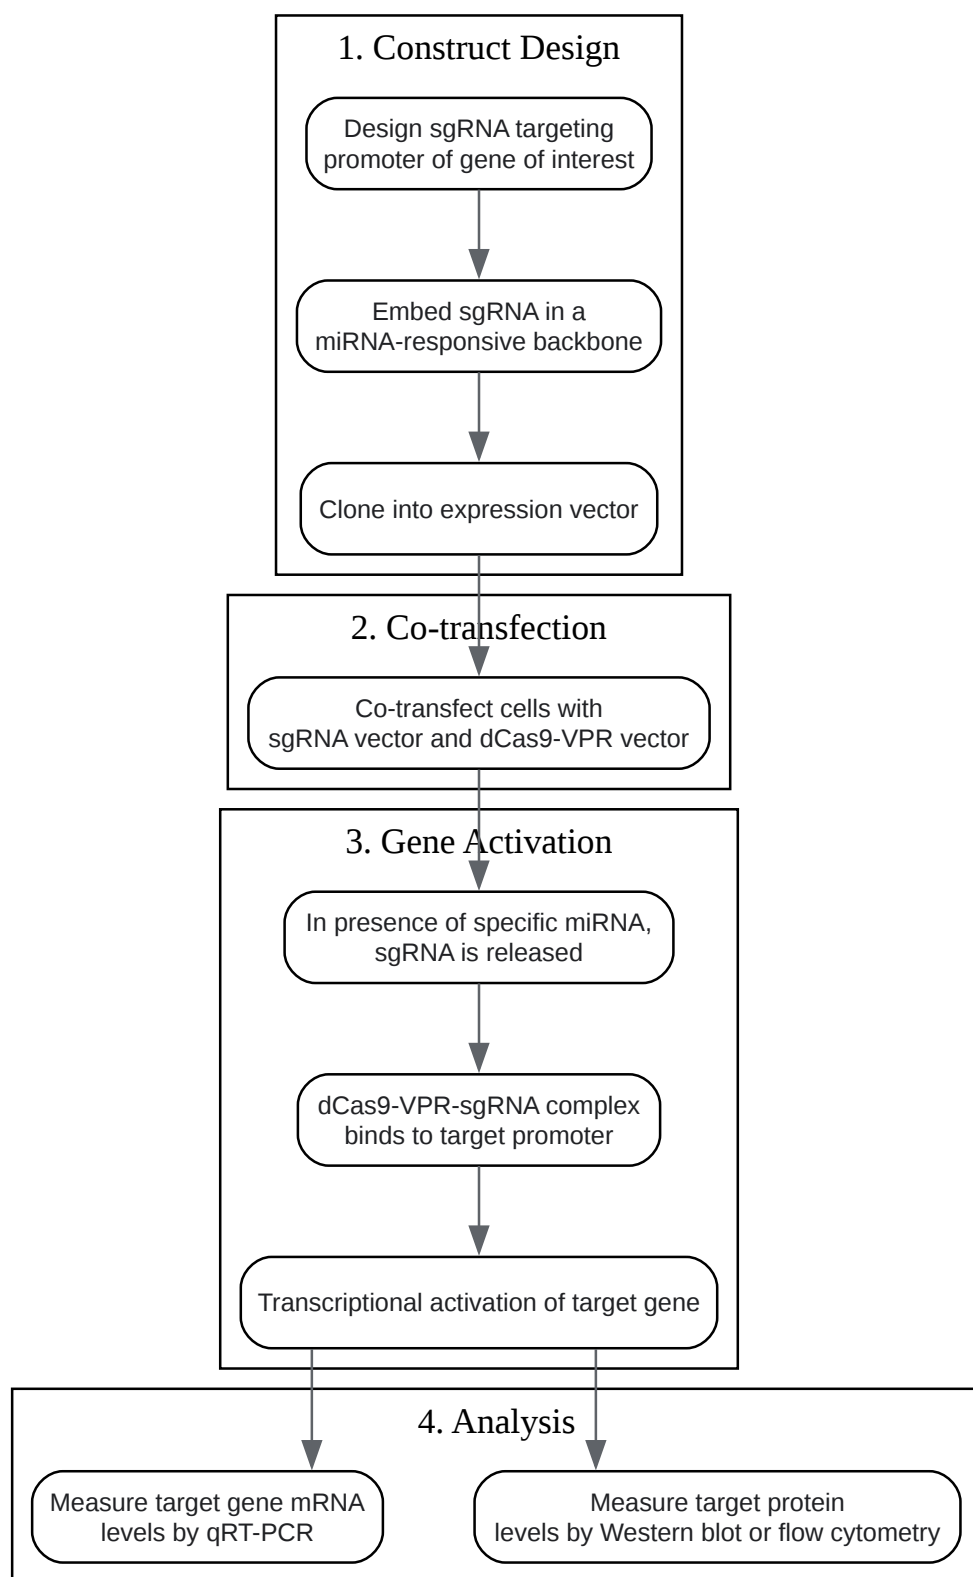 1. Construct Design
Design sgRNA targeting
promoter of gene of interest
Embed sgRNA in a
miRNA-responsive backbone
Clone into expression vector
2. Co-transfection
Co-transfect cells with
sgRNA vector and dCas9-VPR vector
3. Gene Activation
In presence of specific miRNA,
sgRNA is released
dCas9-VPR-sgRNA complex
binds to target promoter
Transcriptional activation of target gene
4. Analysis
Measure target gene mRNA
levels by qRT-PCR
Measure target protein
levels by Western blot or flow cytometry